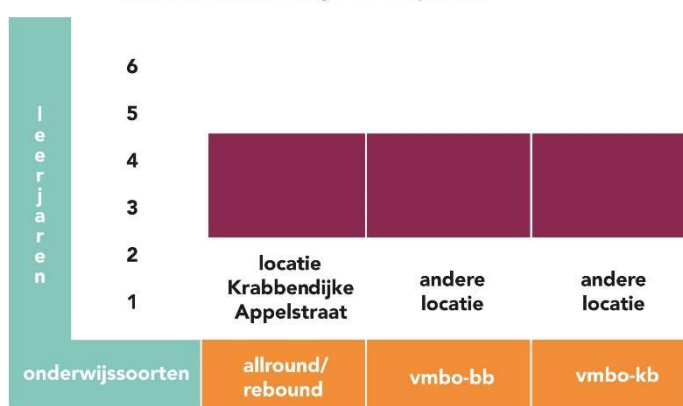 leerjaren
6
5
4
3
2
1
locatie
Krabbendijke
Appelstraat
andere
locatie
andere
locatie
onderwijssoorten
allround/
rebound
vmbo-bb
vmbo-kb